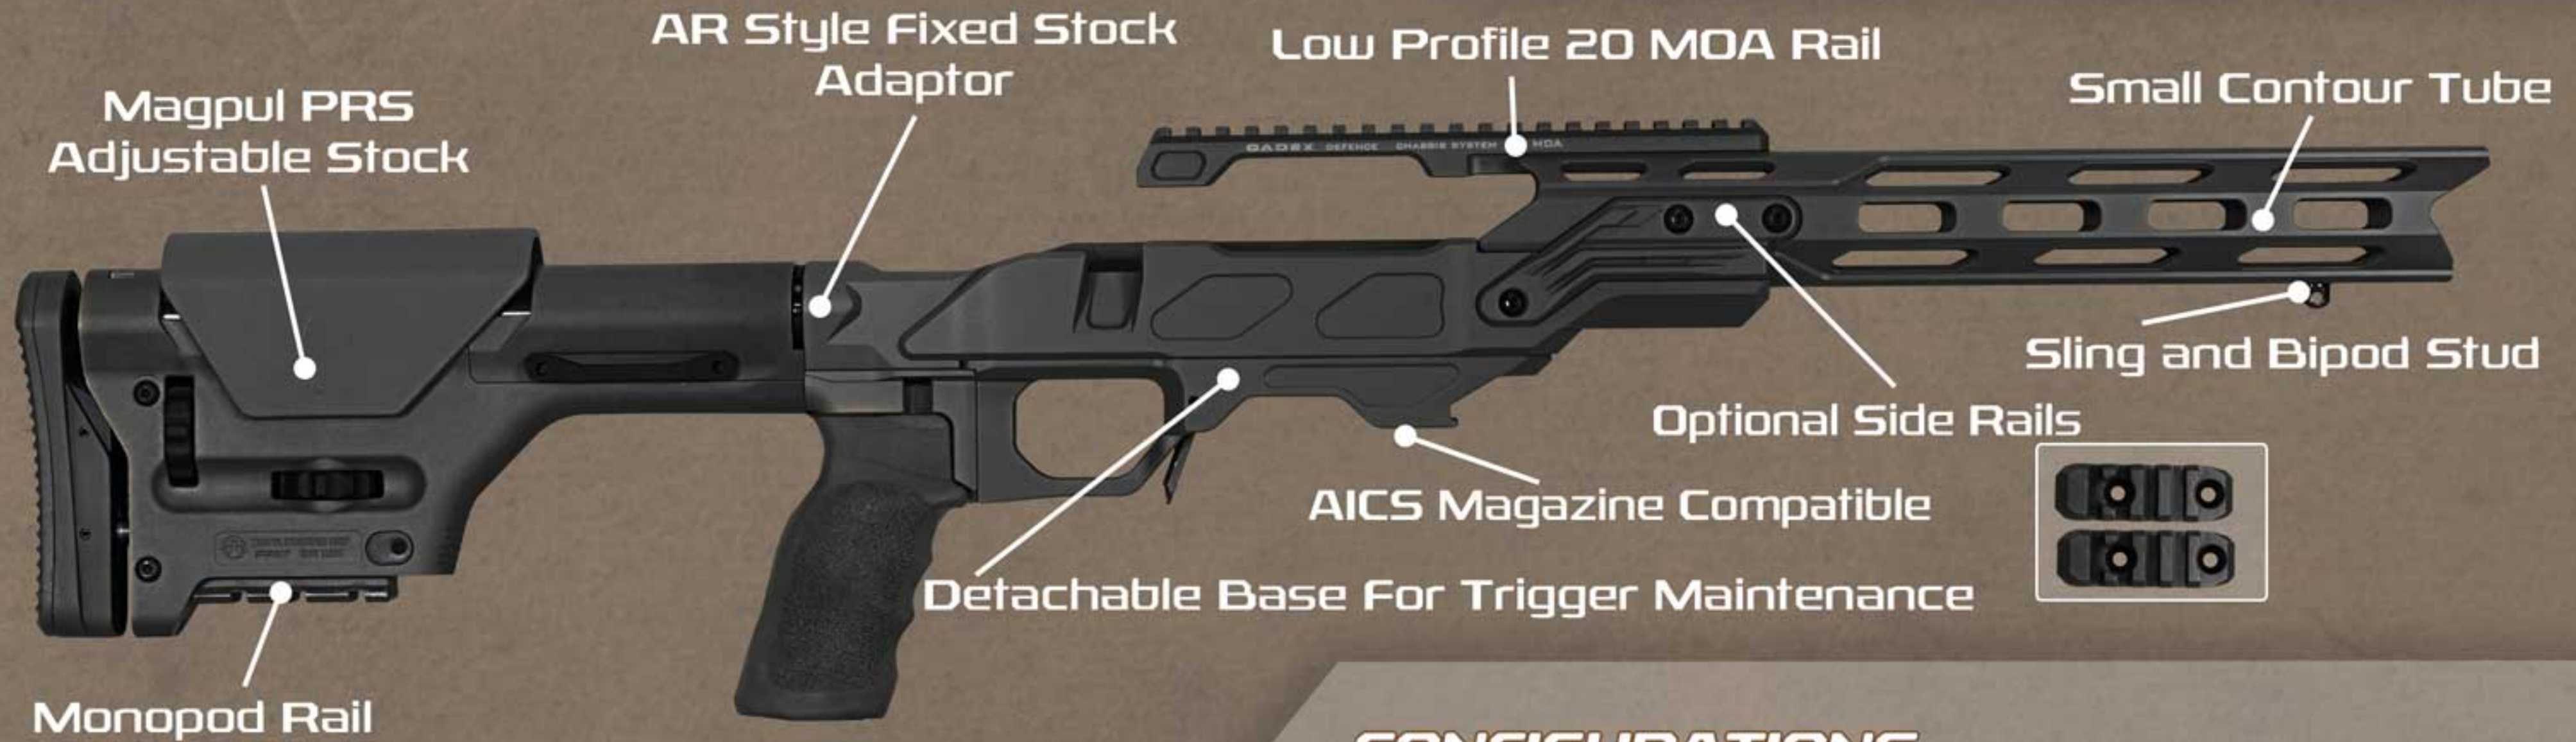 AR Style Fixed Stock
Adaptor
Low Profile 20 MOA Rail
Small Contour Tube
Magpul PRS
Adjustable Stock
CADEX DEFENCE CHASSIS SYSTEM MOA
Sling and Bipod Stud
Optional Side Rails
AICS Magazine Compatible
Detachable Base For Trigger Maintenance
Monopod Rail
CONFIGURATIONS